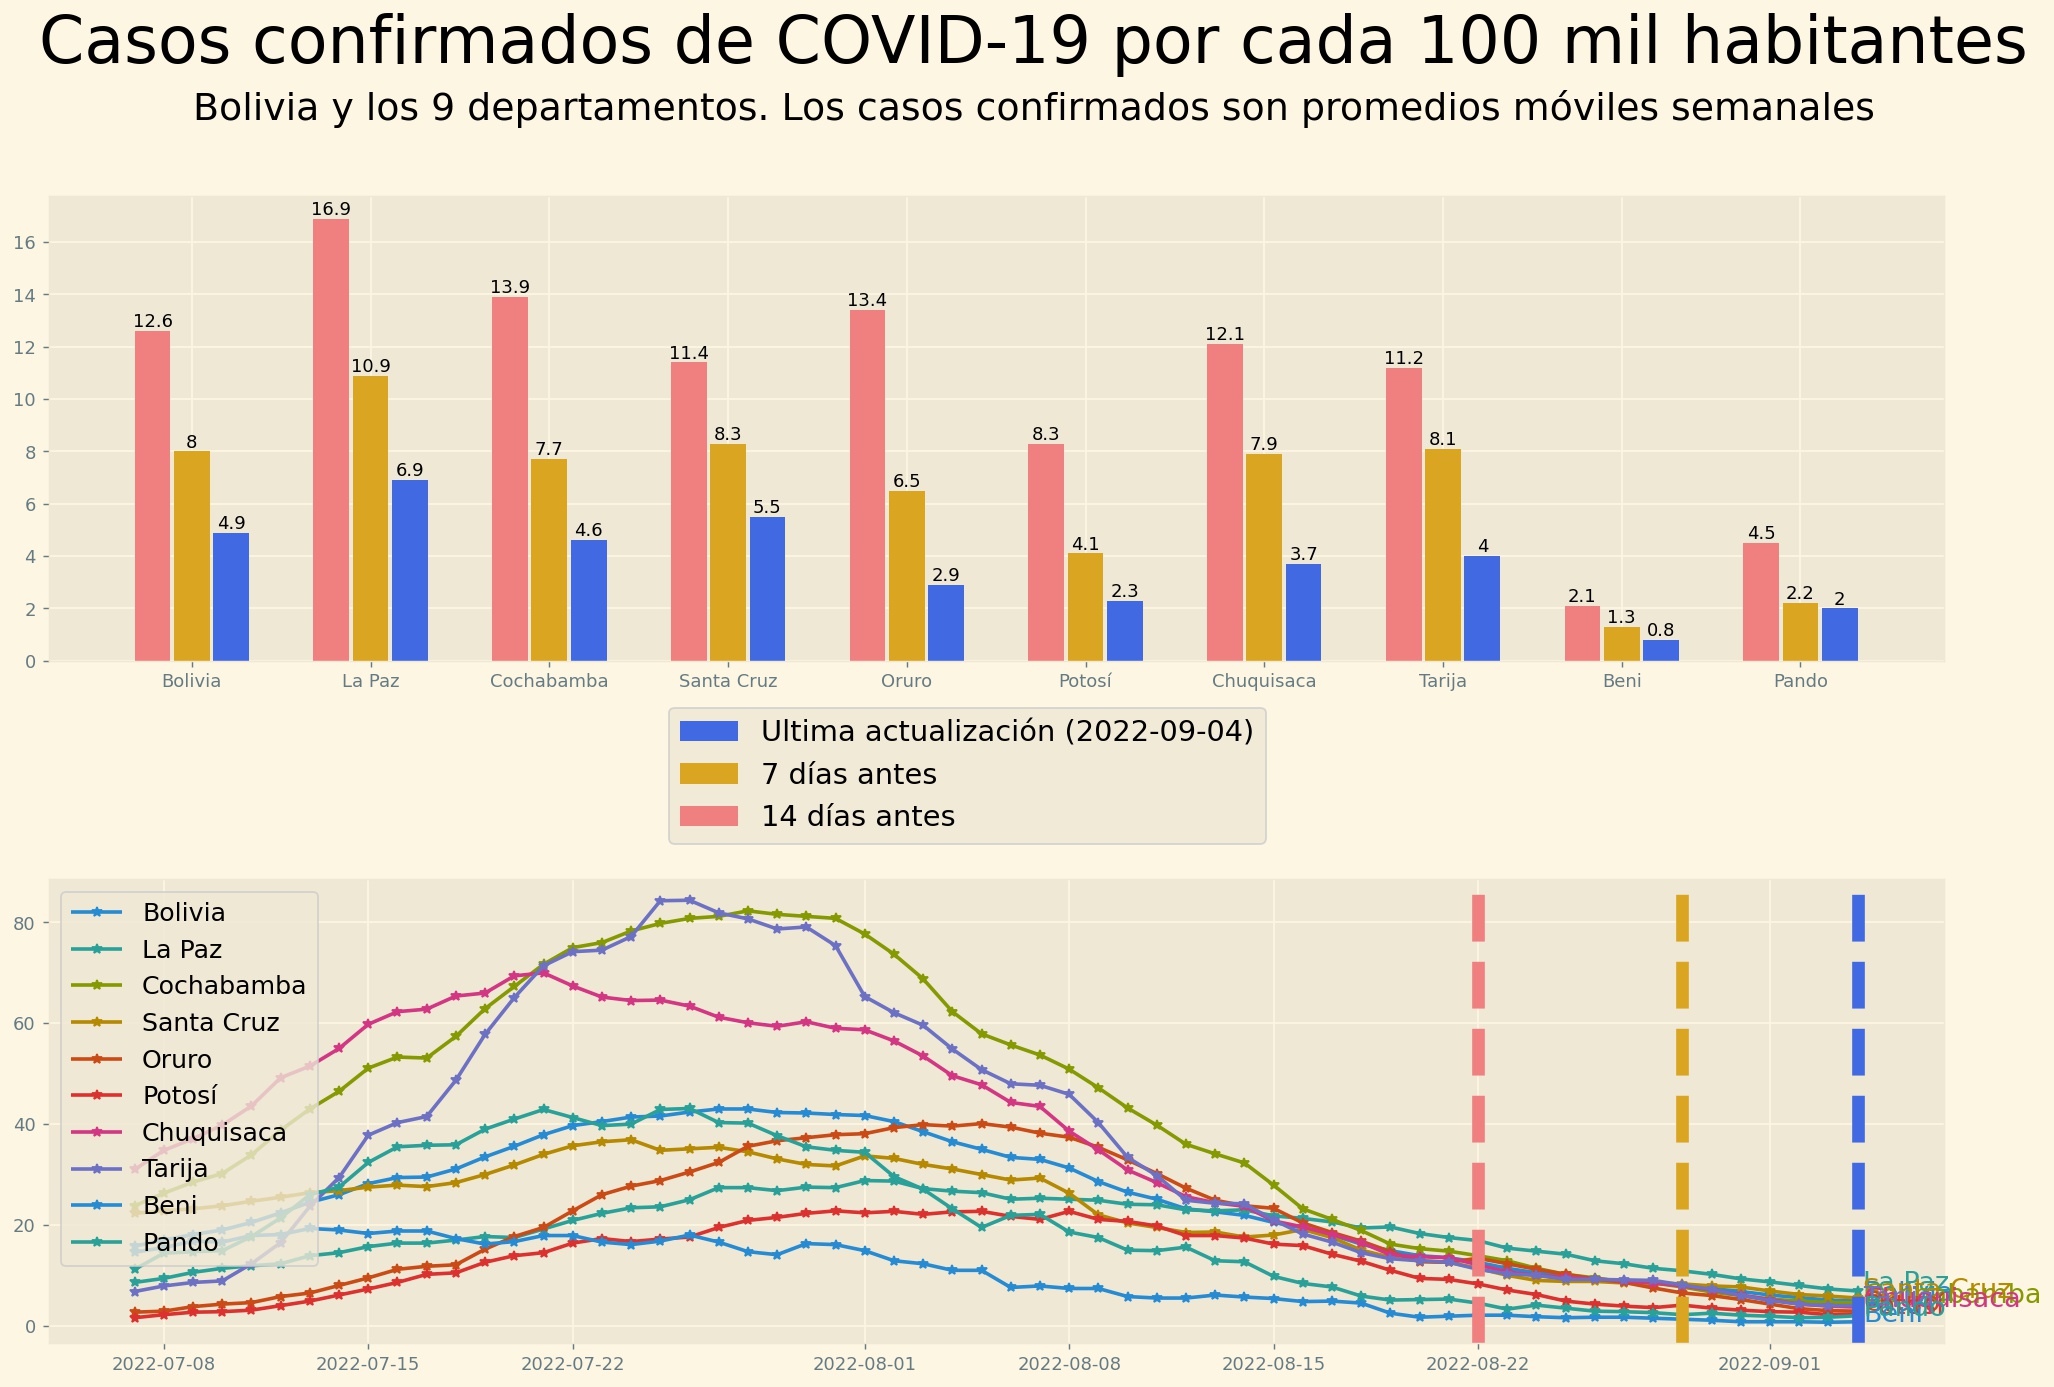 Casos confirmados de COVID-19 por cada 100 mil habitantes
Bolivia y los 9 departamentos. Los casos confirmados son promedios móviles semanales
16
14
12
10
8
6
4
2
0
12.6 8 4.9
16.9 10.9 6.9
13.9 7.7 4.6
11.4 8.3 5.5
13.4 6.5 2.9
8.3 4.1 2.3
12.1 7.9 3.7
11.2 8.1 4
2.1 1.3 0.8
4.5 2.2 2
Bolivia La Paz Cochabamba Santa Cruz Oruro Potosí Chuquisaca Tarija Beni Pando
Ultima actualización (2022-09-04)
7 días antes
14 días antes
80
60
40
20
0
Bolivia
La Paz
Cochabamba
Santa Cruz
Oruro
Potosí
Chuquisaca
Tarija
Beni
Pando
La Paz
Santa Cruz
Cochabamba
Chuquisaca
Beni
2022-07-08 2022-07-15 2022-07-22 2022-08-01 2022-08-08 2022-08-15 2022-08-22 2022-09-01